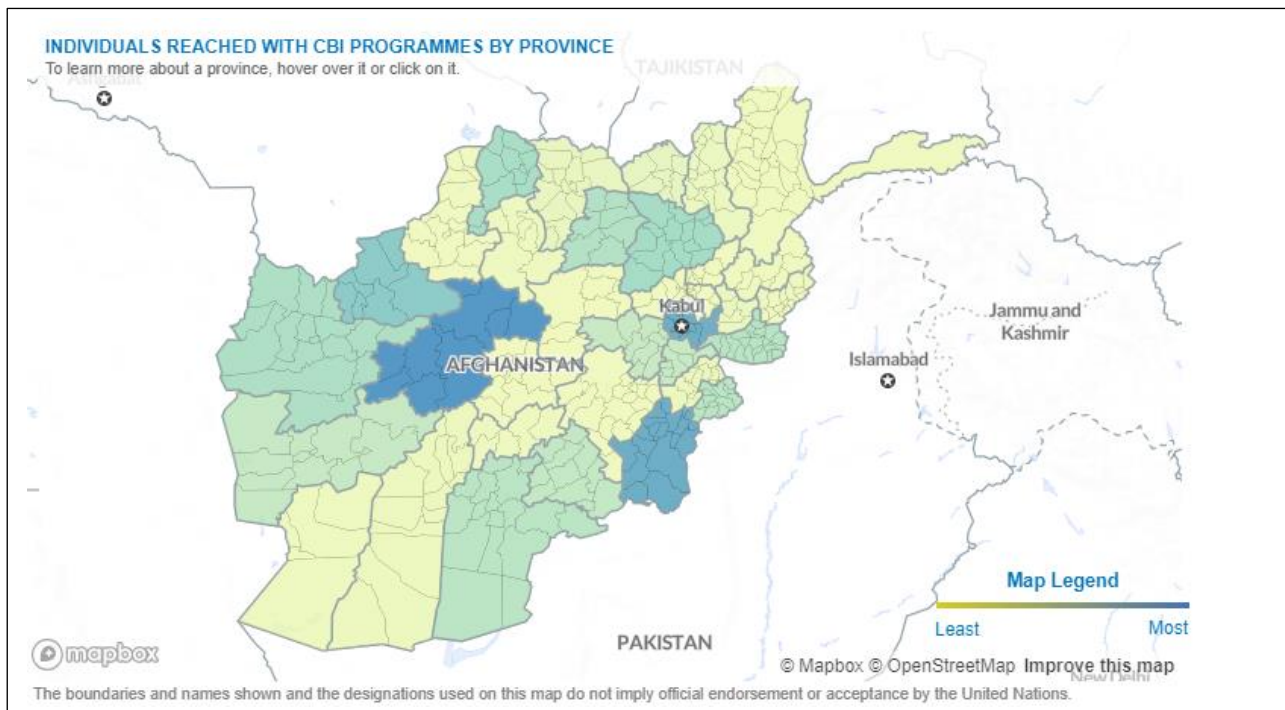 INDIVIDUALS REACHED WITH CBI PROGRAMMES BY PROVINCE
To learn more about a province, hover over it or click on it.
TAJIKISTAN
Ashgabat
Kabul
Jammu and
Kashmir
Islamabad
AFGHANISTAN
Map Legend
Least Most
PAKISTAN
mapbox
© Mapbox © OpenStreetMap Improve this map
New Delhi
The boundaries and names shown and the designations used on this map do not imply official endorsement or acceptance by the United Nations.